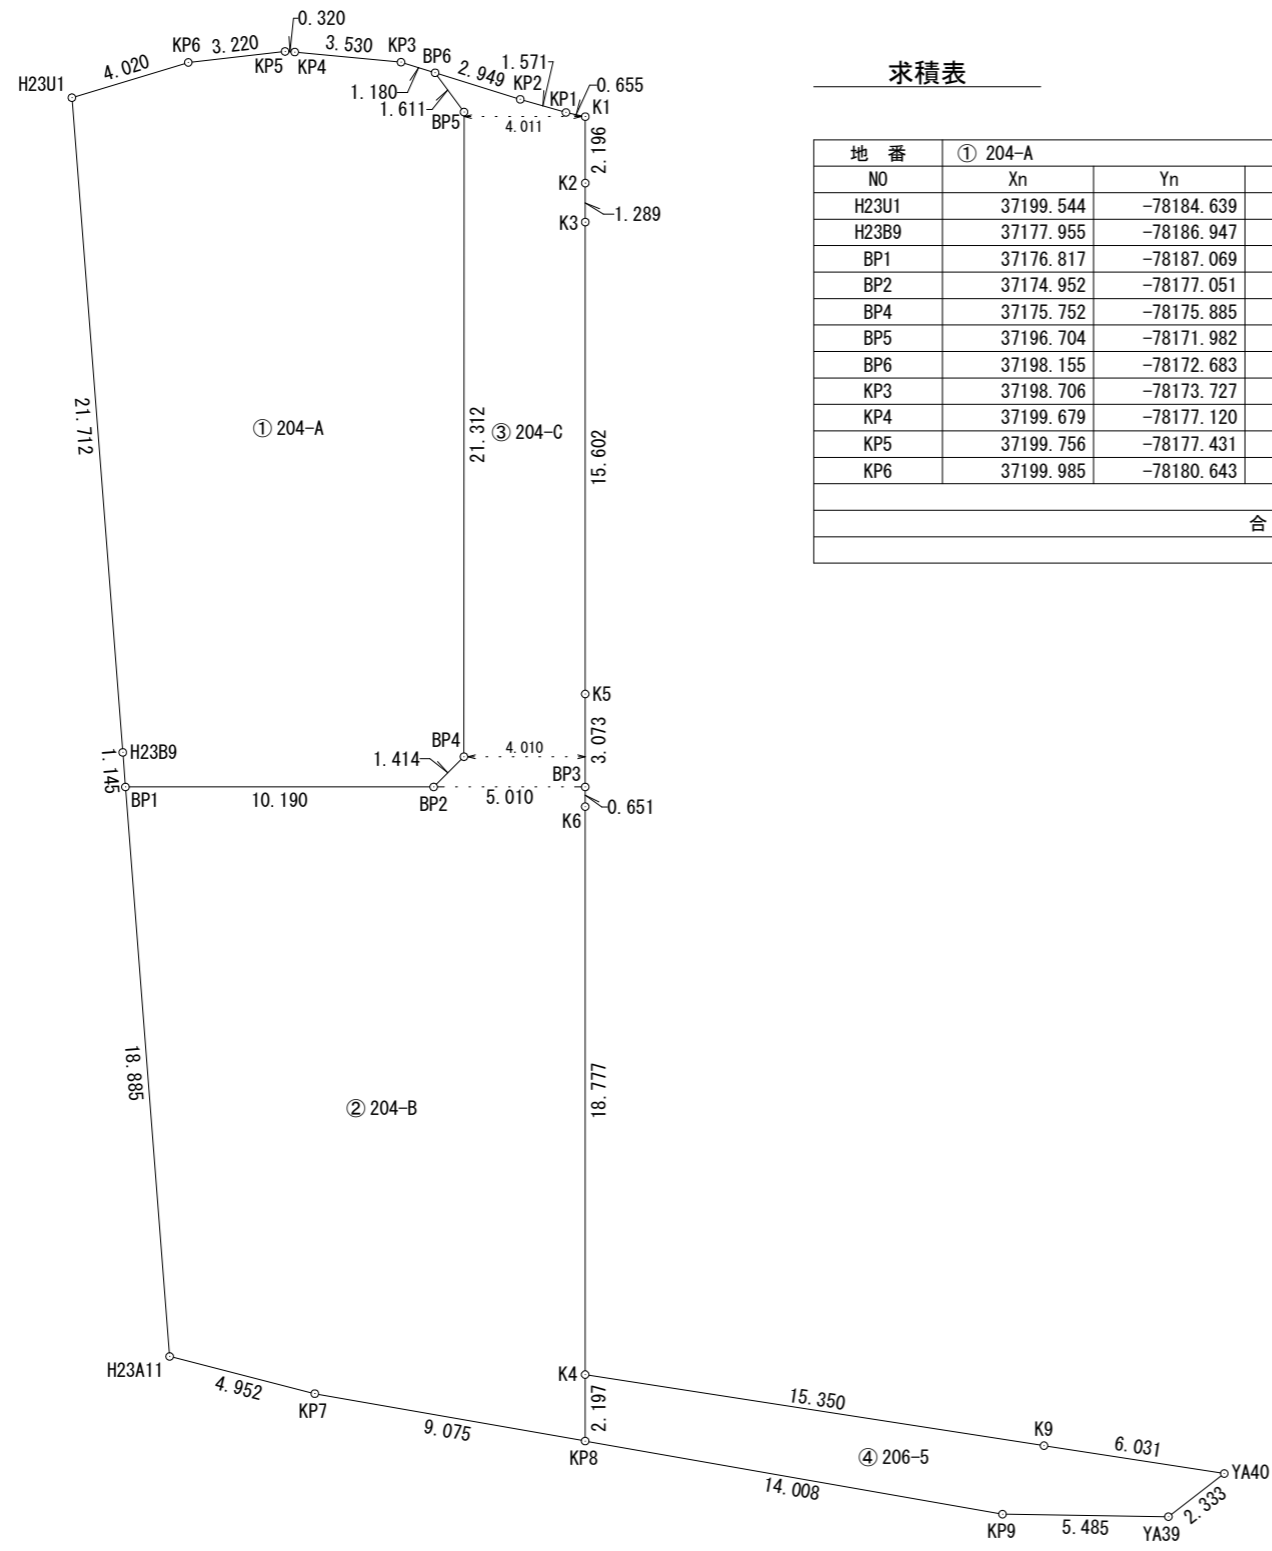 求積表
地 番 ① 204-A
NO Xn Yn
H23U1 37199.544 -78184.639
H23B9 37177.955 -78186.947
BP1 37176.817 -78187.069
BP2 37174.952 -78177.051
BP4 37175.752 -78175.885
BP5 37196.704 -78171.982
BP6 37198.155 -78172.683
KP3 37198.706 -78173.727
KP4 37199.679 -78177.120
KP5 37199.756 -78177.431
KP6 37199.985 -78180.643
合
H23U1
4.020
KP6
3.220
KP5
0.320
KP4
3.530
KP3
1.180
BP6
1.611
2.949
KP2
1.571
KP1
0.655
K1
BP5
4.011
2.196
K2
1.289
K3
21.712
① 204-A
21.312
③ 204-C
15.602
K5
H23B9
1.145
BP1
10.190
BP4
1.414
4.010
3.073
BP3
BP2
5.010
0.651
K6
18.885
② 204-B
18.777
H23A11
4.952
KP7
9.075
K4
2.197
KP8
15.350
K9
6.031
④ 206-5
YA40
14.008
KP9
5.485
YA39
2.333